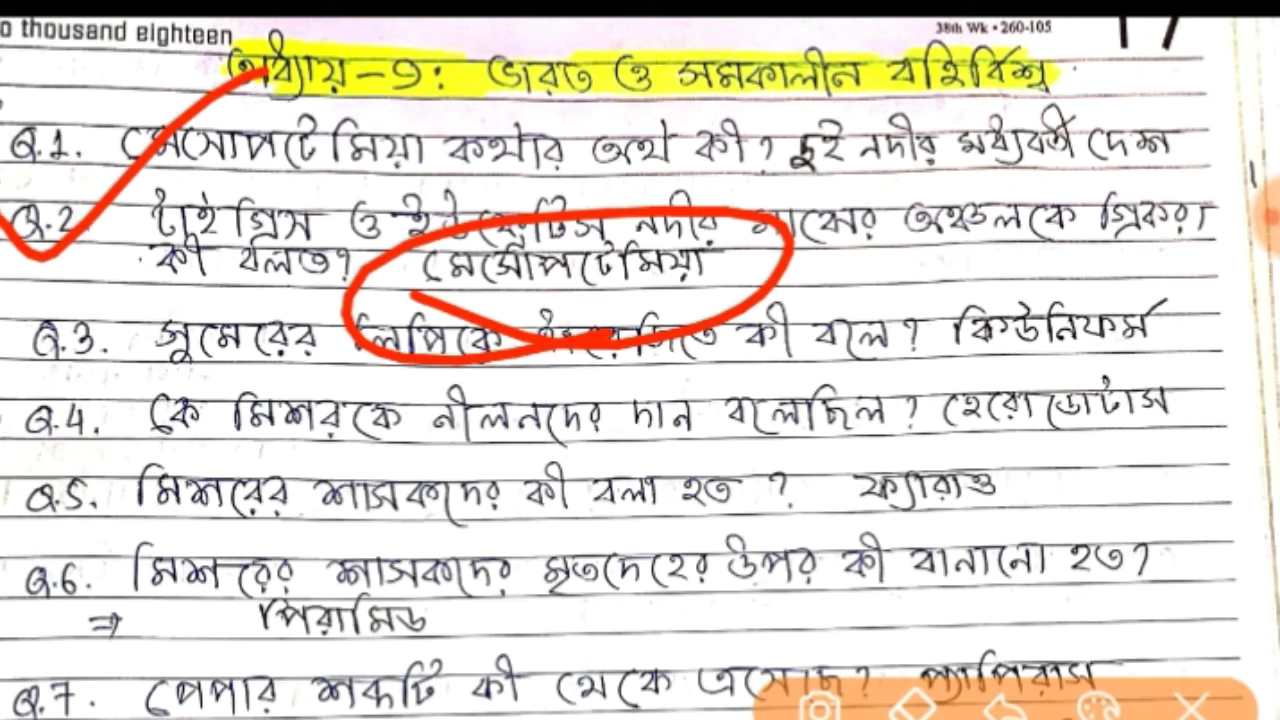 o thousand eighteen
38th Wk • 260-105
17
অধ্যায় - 9: ভারত ও সমকালীন বহির্বিশ্ব
Q.1. মেসোপটেমিয়া কথার অর্থ কী? দুই নদীর মধ্যবর্তী দেশ
Q.2 টাইগ্রিস ও ইউফ্রেটিস নদীর মাঝের অঞ্চলকে গ্রিকরা
কী বলত? মেসোপটেমিয়া
Q.3. সুমেরের লিপিকে ইংরেজিতে কী বলে? কিউনিফর্ম
Q.4. কে মিশরকে নীলনদের দান বলেছিল? হেরোডোটাস
Q.5. মিশরের শাসকদের কী বলা হত? ফ্যারাও
Q.6. মিশরের শাসকদের মৃতদেহের উপর কী বানানো হত?
⇒ পিরামিড
Q.7. পেপার শব্দটি কী থেকে এসেছে? প্যাপিরাস